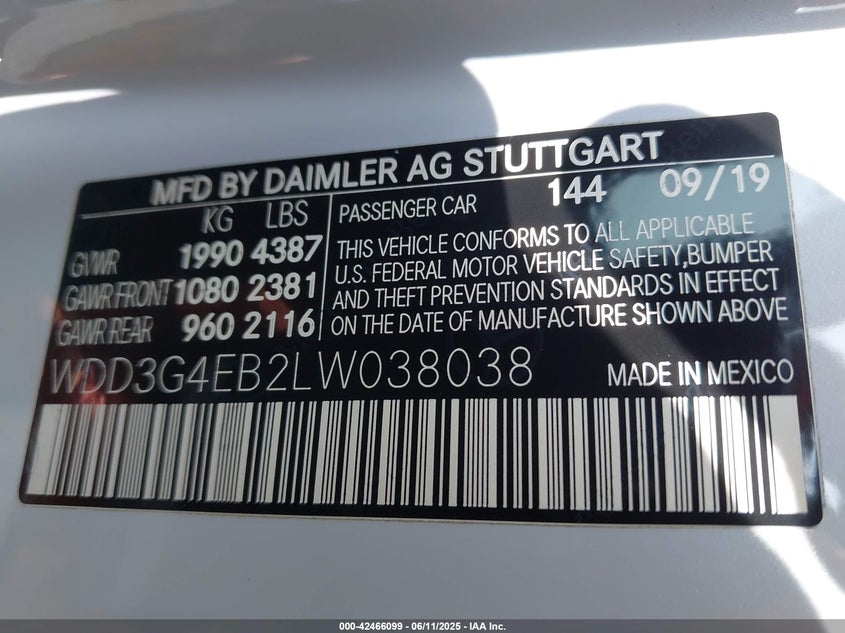 MFD BY DAIMLER AG STUTTGART
KG LBS
GVWR 1990 4387
GAWR FRONT 1080 2381
GAWR REAR 960 2116
PASSENGER CAR 144 09/19
THIS VEHICLE CONFORMS TO ALL APPLICABLE
U.S. FEDERAL MOTOR VEHICLE SAFETY,BUMPER
AND THEFT PREVENTION STANDARDS IN EFFECT
ON THE DATE OF MANUFACTURE SHOWN ABOVE
WDD3G4EB2LW038038 MADE IN MEXICO
000-42466099 - 06/11/2025 - IAA Inc.